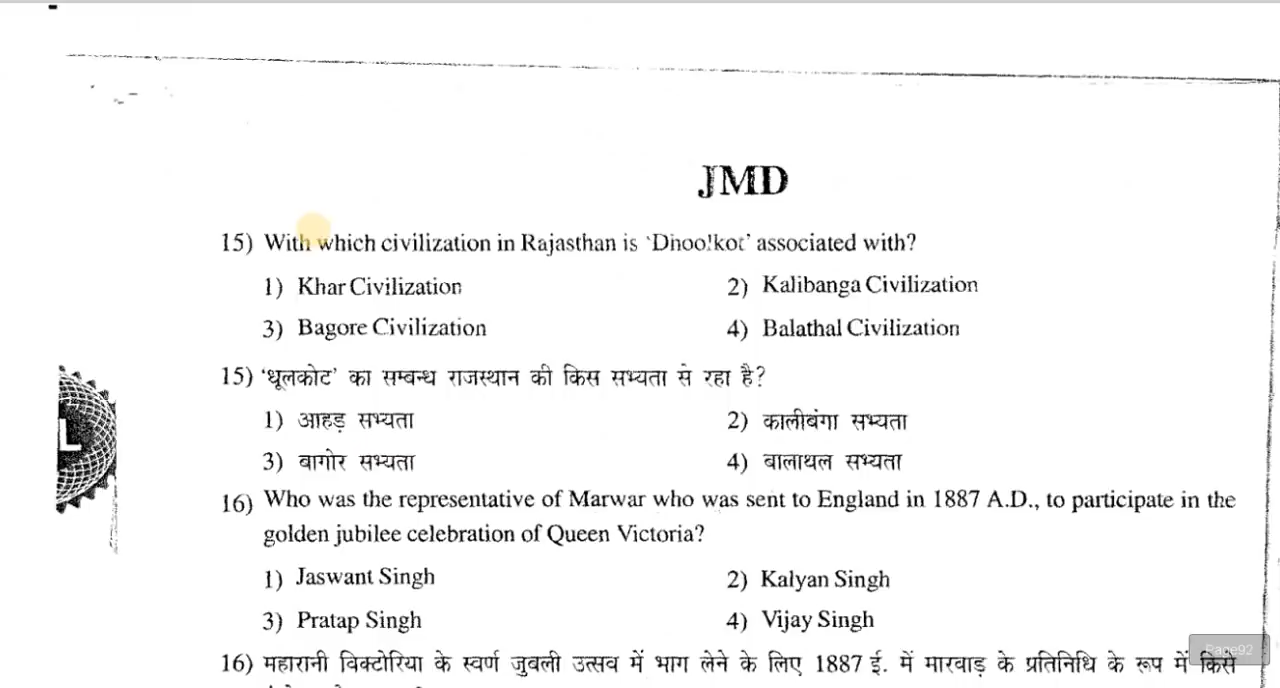 JMD
15) With which civilization in Rajasthan is ‘Dhoolkot’ associated with?
1) Khar Civilization 2) Kalibanga Civilization
3) Bagore Civilization 4) Balathal Civilization
15) ‘धूलकोट’ का सम्बन्ध राजस्थान की किस सभ्यता से रहा है?
1) आहड़ सभ्यता 2) कालीबंगा सभ्यता
3) बागोर सभ्यता 4) बालाथल सभ्यता
L
16) Who was the representative of Marwar who was sent to England in 1887 A.D., to participate in the
golden jubilee celebration of Queen Victoria?
1) Jaswant Singh 2) Kalyan Singh
3) Pratap Singh 4) Vijay Singh
Page92
16) महारानी विक्टोरिया के स्वर्ण जुबली उत्सव में भाग लेने के लिए 1887 ई. में मारवाड़ के प्रतिनिधि के रूप में किसे